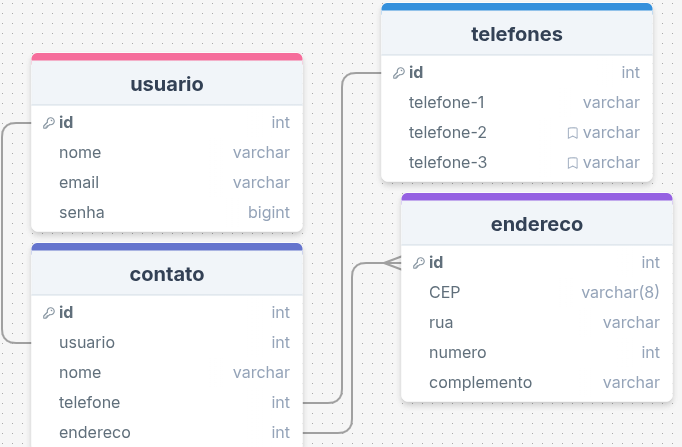 usuario
id int
nome varchar
email varchar
senha bigint
contato
id int
usuario int
nome varchar
telefone int
endereco int
telefones
id int
telefone-1 varchar
telefone-2 varchar
telefone-3 varchar
endereco
id int
CEP varchar(8)
rua varchar
numero int
complemento varchar